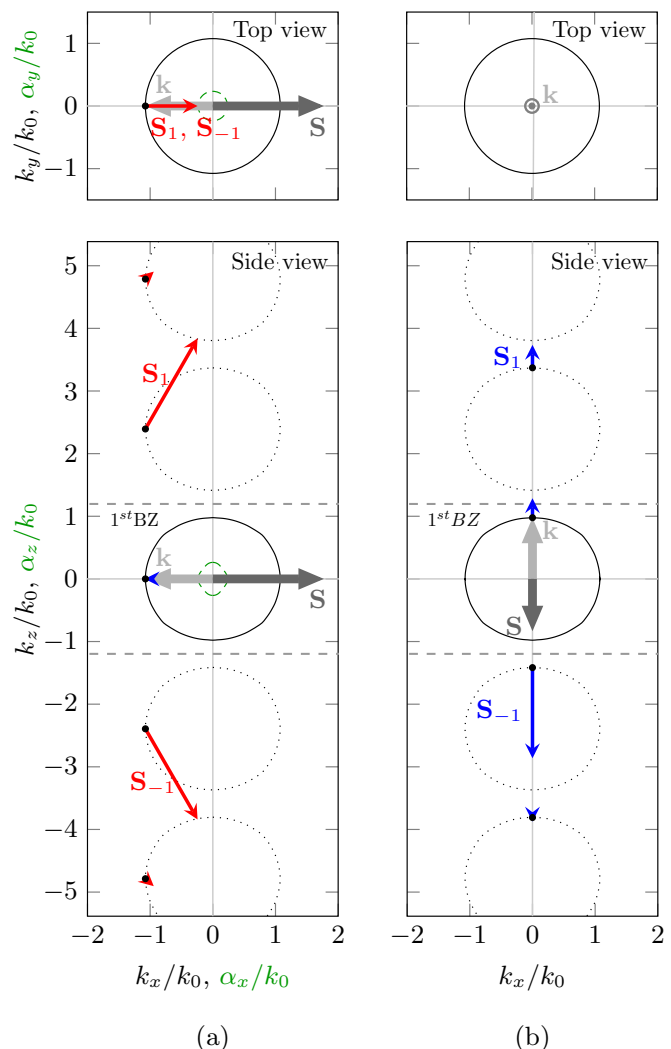 Top view
Top view
1
0
−1
k_y/k_0, α_y/k_0
k
S_1, S_{−1}
S
k
Side view
Side view
5
4
3
2
1
0
−1
−2
−3
−4
−5
k_z/k_0, α_z/k_0
S_1
S_1
1^{st}BZ
1^{st}BZ
k
S
k
S
S_{−1}
S_{−1}
−2 −1 0 1 2
−2 −1 0 1 2
k_x/k_0, α_x/k_0
k_x/k_0
(a)
(b)